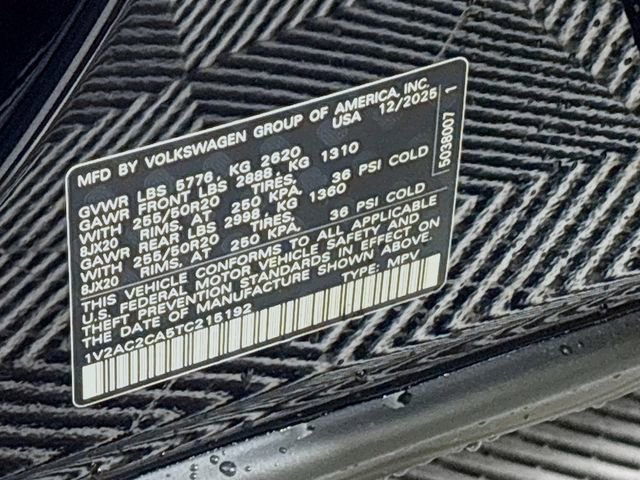 MFD BY VOLKSWAGEN GROUP OF AMERICA, INC.
USA 12/2025
GVWR LBS 5776, KG 2620
GAWR FRONT LBS 2888, KG 1310
WITH 255/50R20 TIRES,
8JX20 RIMS, AT 250 KPA, 36 PSI COLD
GAWR REAR LBS 2998, KG 1360
WITH 255/50R20 TIRES,
8JX20 RIMS, AT 250 KPA, 36 PSI COLD
THIS VEHICLE CONFORMS TO ALL APPLICABLE
U.S. FEDERAL MOTOR VEHICLE SAFETY AND
THEFT PREVENTION STANDARDS IN EFFECT ON
THE DATE OF MANUFACTURE SHOWN ABOVE.
1V2AC2CA5TC215192 TYPE: MPV
5038007 1